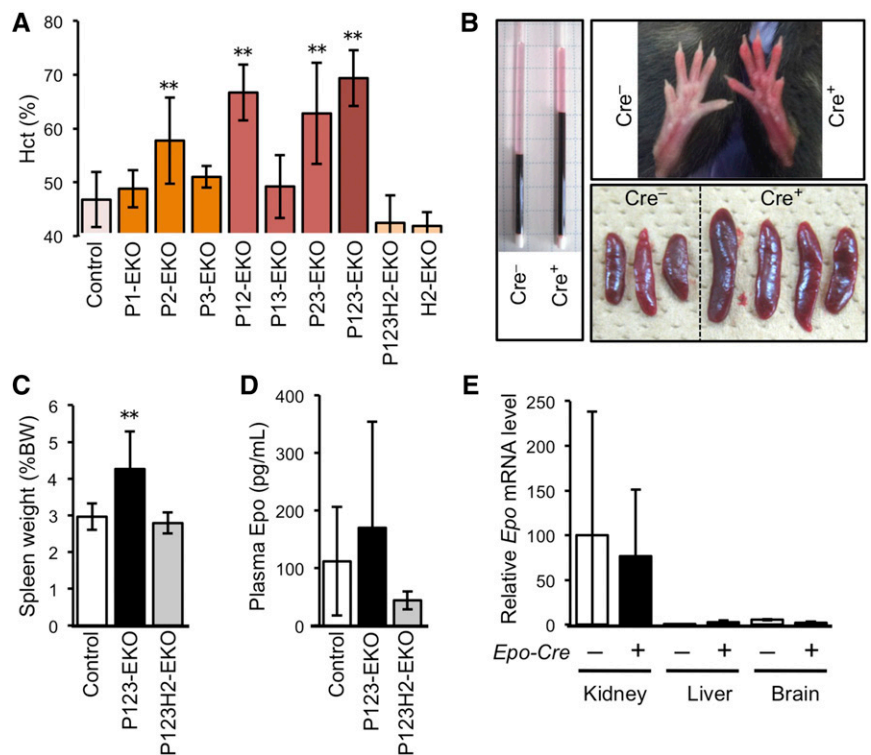 A
Hct (%)
80
70
60
50
40
**
**
**
**
Control
P1-EKO
P2-EKO
P3-EKO
P12-EKO
P13-EKO
P23-EKO
P123-EKO
P123H2-EKO
H2-EKO
B
Cre–
Cre+
Cre–
Cre+
Cre–
Cre+
C
Spleen weight (%BW)
6
5
4
3
2
1
0
**
Control
P123-EKO
P123H2-EKO
D
Plasma Epo (pg/mL)
400
300
200
100
0
Control
P123-EKO
P123H2-EKO
E
Relative Epo mRNA level
250
200
150
100
50
0
Epo-Cre – + – + – +
Kidney Liver Brain